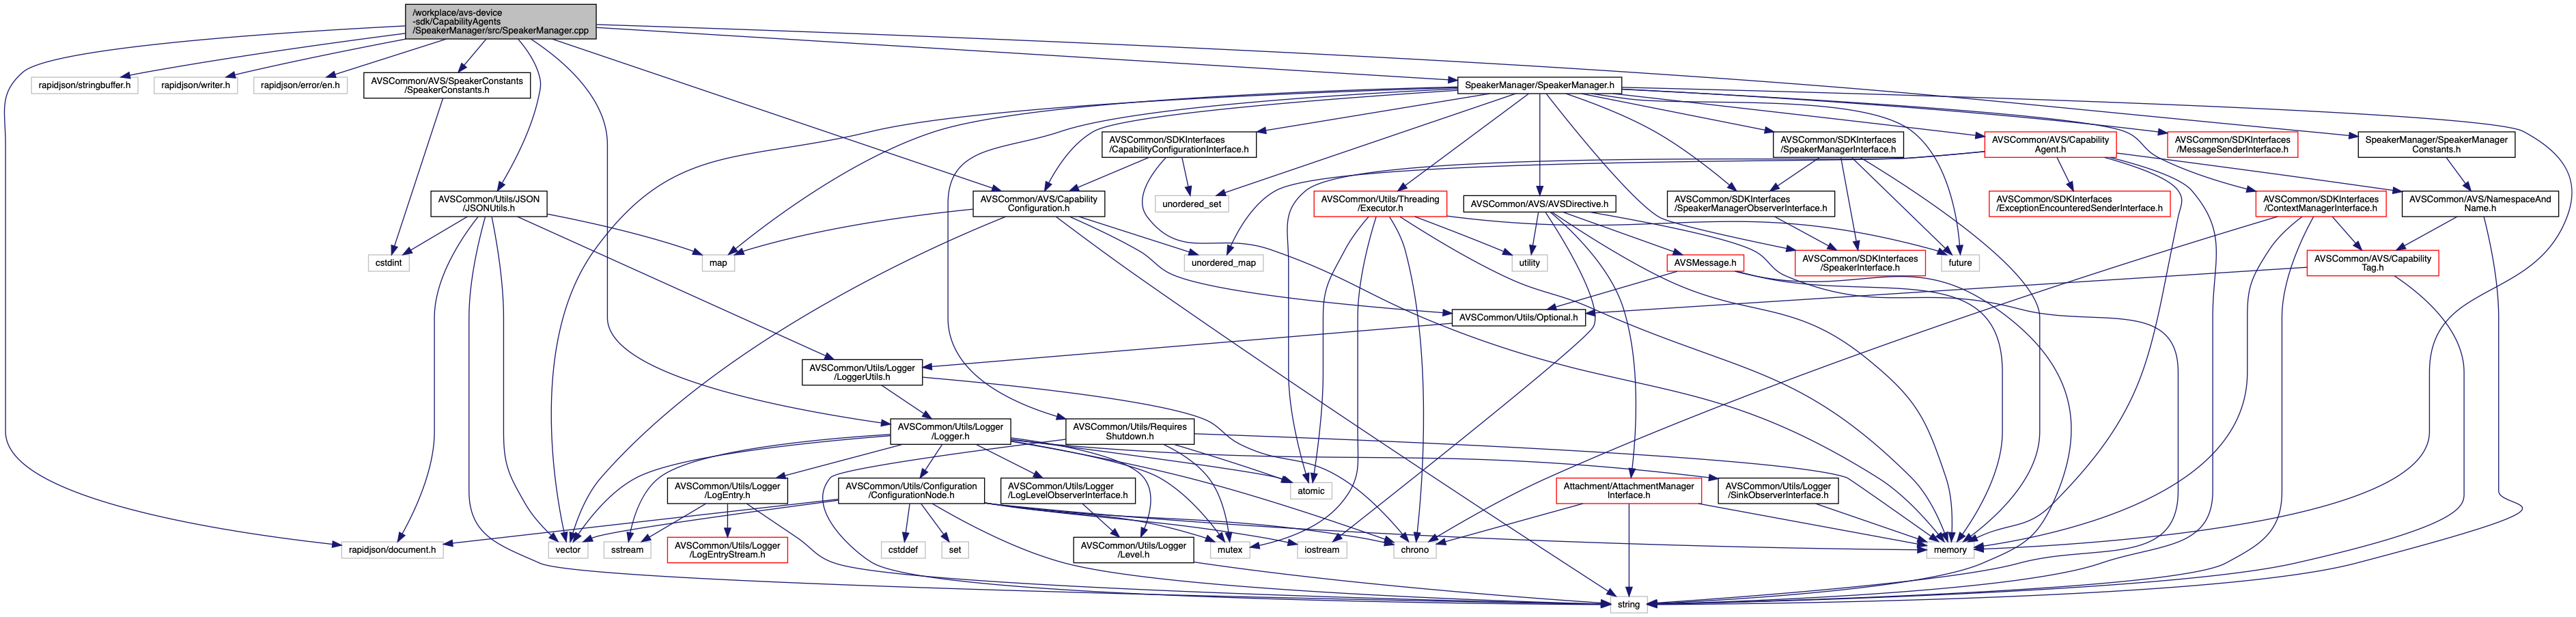 /workplace/avs-device
-sdk/CapabilityAgents
/SpeakerManager/src/SpeakerManager.cpp
rapidjson/stringbuffer.h
rapidjson/writer.h
rapidjson/error/en.h
AVSCommon/AVS/SpeakerConstants
/SpeakerConstants.h
SpeakerManager/SpeakerManager.h
AVSCommon/SDKInterfaces
/CapabilityConfigurationInterface.h
AVSCommon/SDKInterfaces
/SpeakerManagerInterface.h
AVSCommon/AVS/Capability
Agent.h
AVSCommon/SDKInterfaces
/MessageSenderInterface.h
SpeakerManager/SpeakerManager
Constants.h
AVSCommon/Utils/JSON
/JSONUtils.h
AVSCommon/AVS/Capability
Configuration.h
unordered_set
AVSCommon/Utils/Threading
/Executor.h
AVSCommon/AVS/AVSDirective.h
AVSCommon/SDKInterfaces
/SpeakerManagerObserverInterface.h
AVSCommon/SDKInterfaces
/ExceptionEncounteredSenderInterface.h
AVSCommon/SDKInterfaces
/ContextManagerInterface.h
AVSCommon/AVS/NamespaceAnd
Name.h
cstdint
map
unordered_map
utility
AVSMessage.h
AVSCommon/SDKInterfaces
/SpeakerInterface.h
future
AVSCommon/AVS/Capability
Tag.h
AVSCommon/Utils/Optional.h
AVSCommon/Utils/Logger
/LoggerUtils.h
AVSCommon/Utils/Logger
/Logger.h
AVSCommon/Utils/Requires
Shutdown.h
AVSCommon/Utils/Logger
/LogEntry.h
AVSCommon/Utils/Configuration
/ConfigurationNode.h
AVSCommon/Utils/Logger
/LogLevelObserverInterface.h
atomic
Attachment/AttachmentManager
Interface.h
AVSCommon/Utils/Logger
/SinkObserverInterface.h
rapidjson/document.h
vector
sstream
AVSCommon/Utils/Logger
/LogEntryStream.h
cstddef
set
AVSCommon/Utils/Logger
/Level.h
mutex
iostream
chrono
memory
string